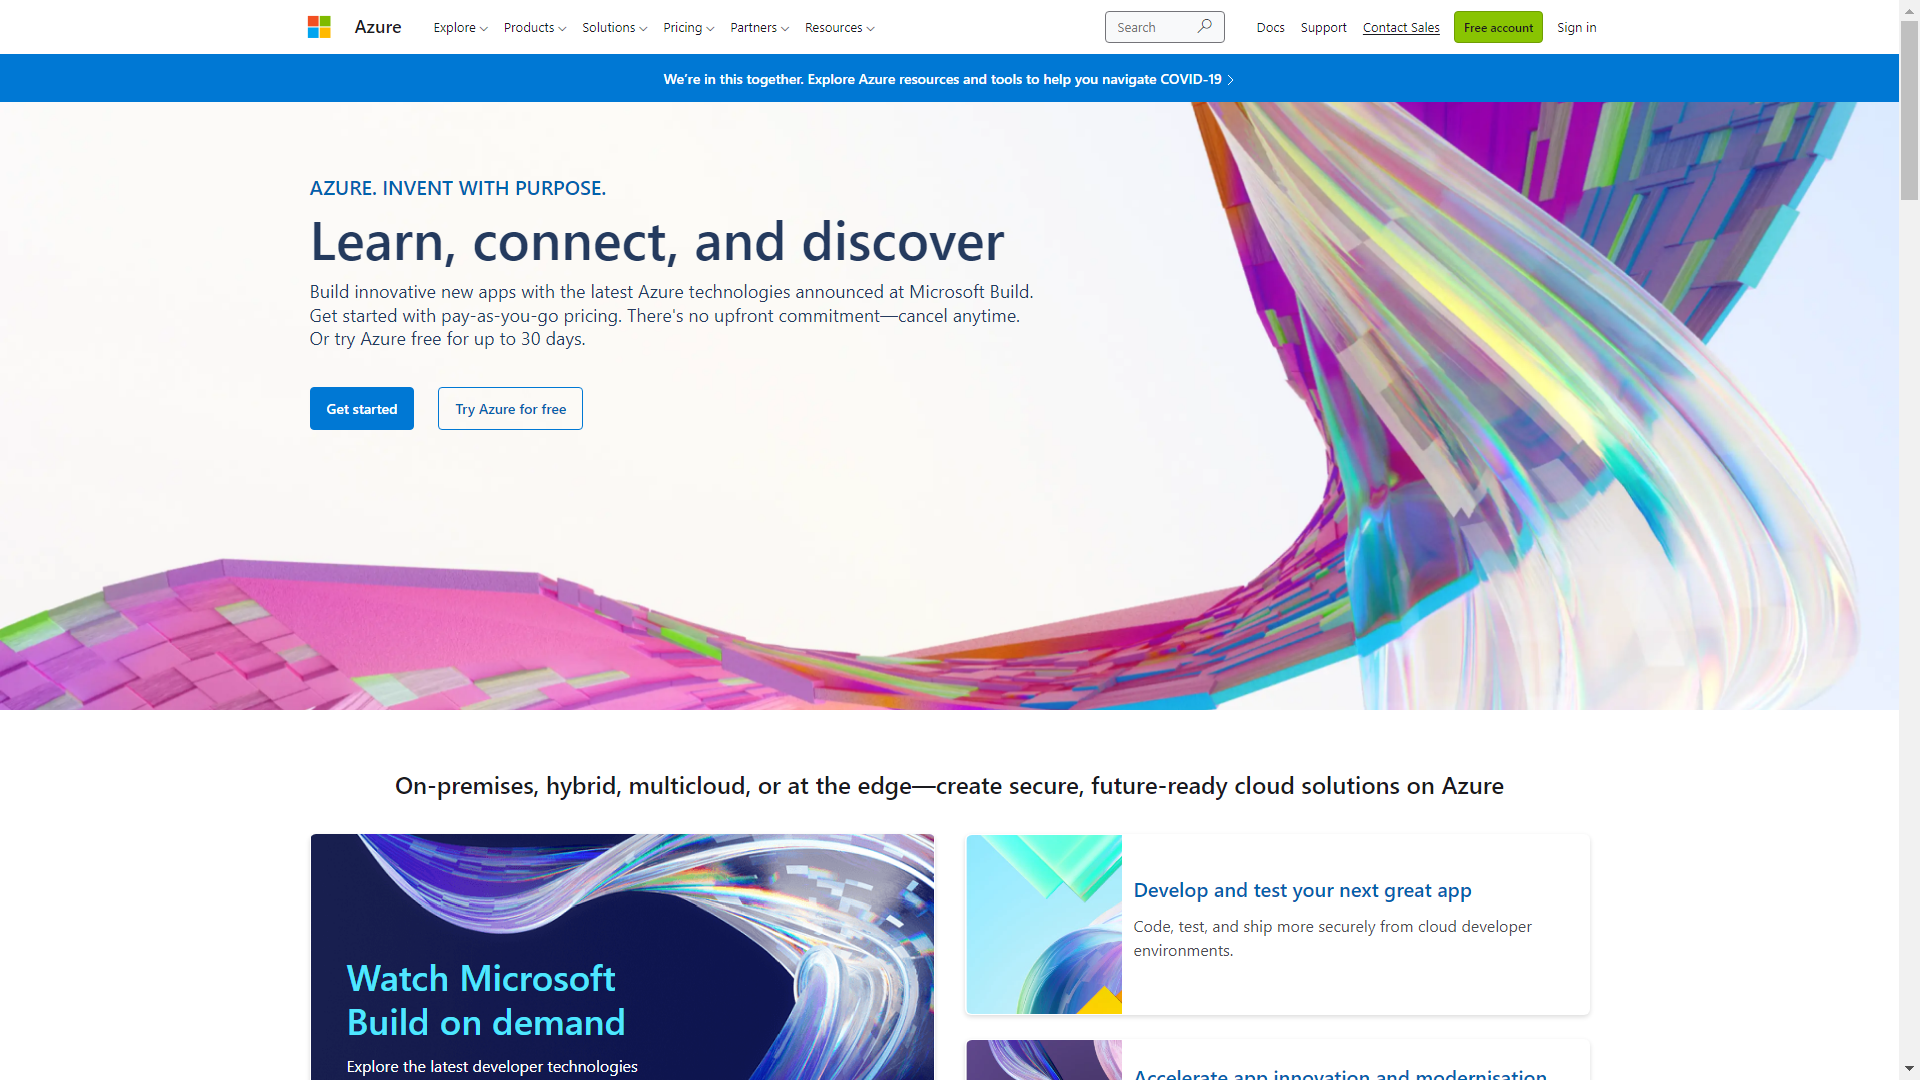 Azure
Explore
Products
Solutions
Pricing
Partners
Resources
Search
Docs
Support
Contact Sales
Free account
Sign in
We're in this together. Explore Azure resources and tools to help you navigate COVID-19
AZURE. INVENT WITH PURPOSE.
Learn, connect, and discover
Build innovative new apps with the latest Azure technologies announced at Microsoft Build.
Get started with pay-as-you-go pricing. There's no upfront commitment—cancel anytime.
Or try Azure free for up to 30 days.
Get started
Try Azure for free
On-premises, hybrid, multicloud, or at the edge—create secure, future-ready cloud solutions on Azure
Watch Microsoft
Build on demand
Explore the latest developer technologies
Develop and test your next great app
Code, test, and ship more securely from cloud developer
environments.
Accelerate app innovation and modernisation